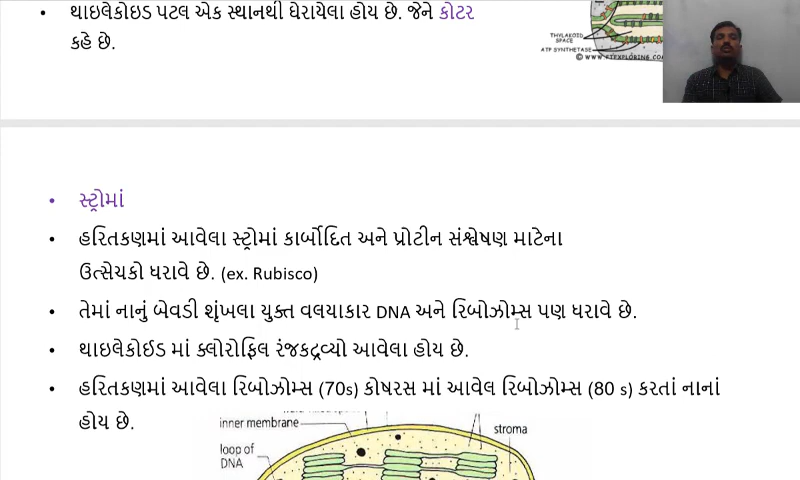 • થાઇલેકોઇડ પટલ એક સ્થાનથી ઘેરાયેલા હોય છે. જેને કોટર
કહે છે.
THYLAKOID
SPACE
ATP SYNTHETASE
• સ્ટ્રોમાં
• હરિતકણમાં આવેલા સ્ટ્રોમાં કાર્બોદિત અને પ્રોટીન સંશ્લેષણ માટેના
ઉત્સેચકો ધરાવે છે. (ex. Rubisco)
• તેમાં નાનું બેવડી શૃંખલા યુક્ત વલયાકાર DNA અને રિબોઝોમ્સ પણ ધરાવે છે.
• થાઇલેકોઈડ માં ક્લોરોફિલ રંજકદ્રવ્યો આવેલા હોય છે.
• હરિતકણમાં આવેલા રિબોઝોમ્સ (70s) કોષરસ માં આવેલ રિબોઝોમ્સ (80 s) કરતાં નાનાં
હોય છે.
inner membrane
stroma
loop of
DNA